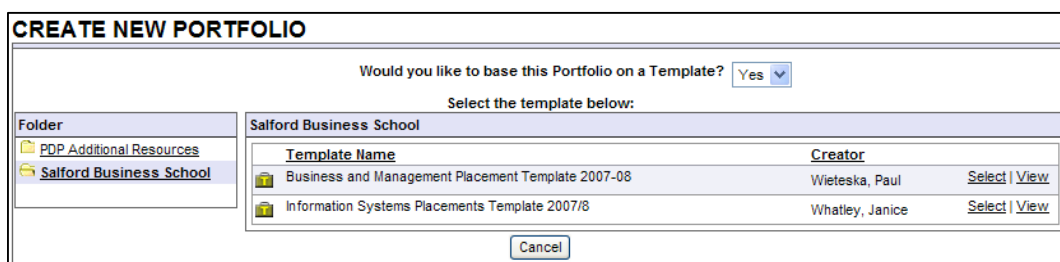 CREATE NEW PORTFOLIO
Would you like to base this Portfolio on a Template? Yes
Select the template below:
Folder
PDP Additional Resources
Salford Business School
Salford Business School
Template Name Creator
Business and Management Placement Template 2007-08 Wieteska, Paul Select | View
Information Systems Placements Template 2007/8 Whatley, Janice Select | View
Cancel